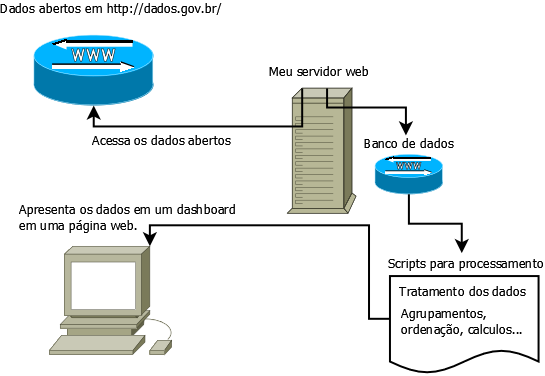 Dados abertos em http://dados.gov.br/
WWW
Meu servidor web
Acessa os dados abertos
Banco de dados
WWW
Apresenta os dados em um dashboard
em uma página web.
Scripts para processamento
Tratamento dos dados
Agrupamentos,
ordenação, calculos...